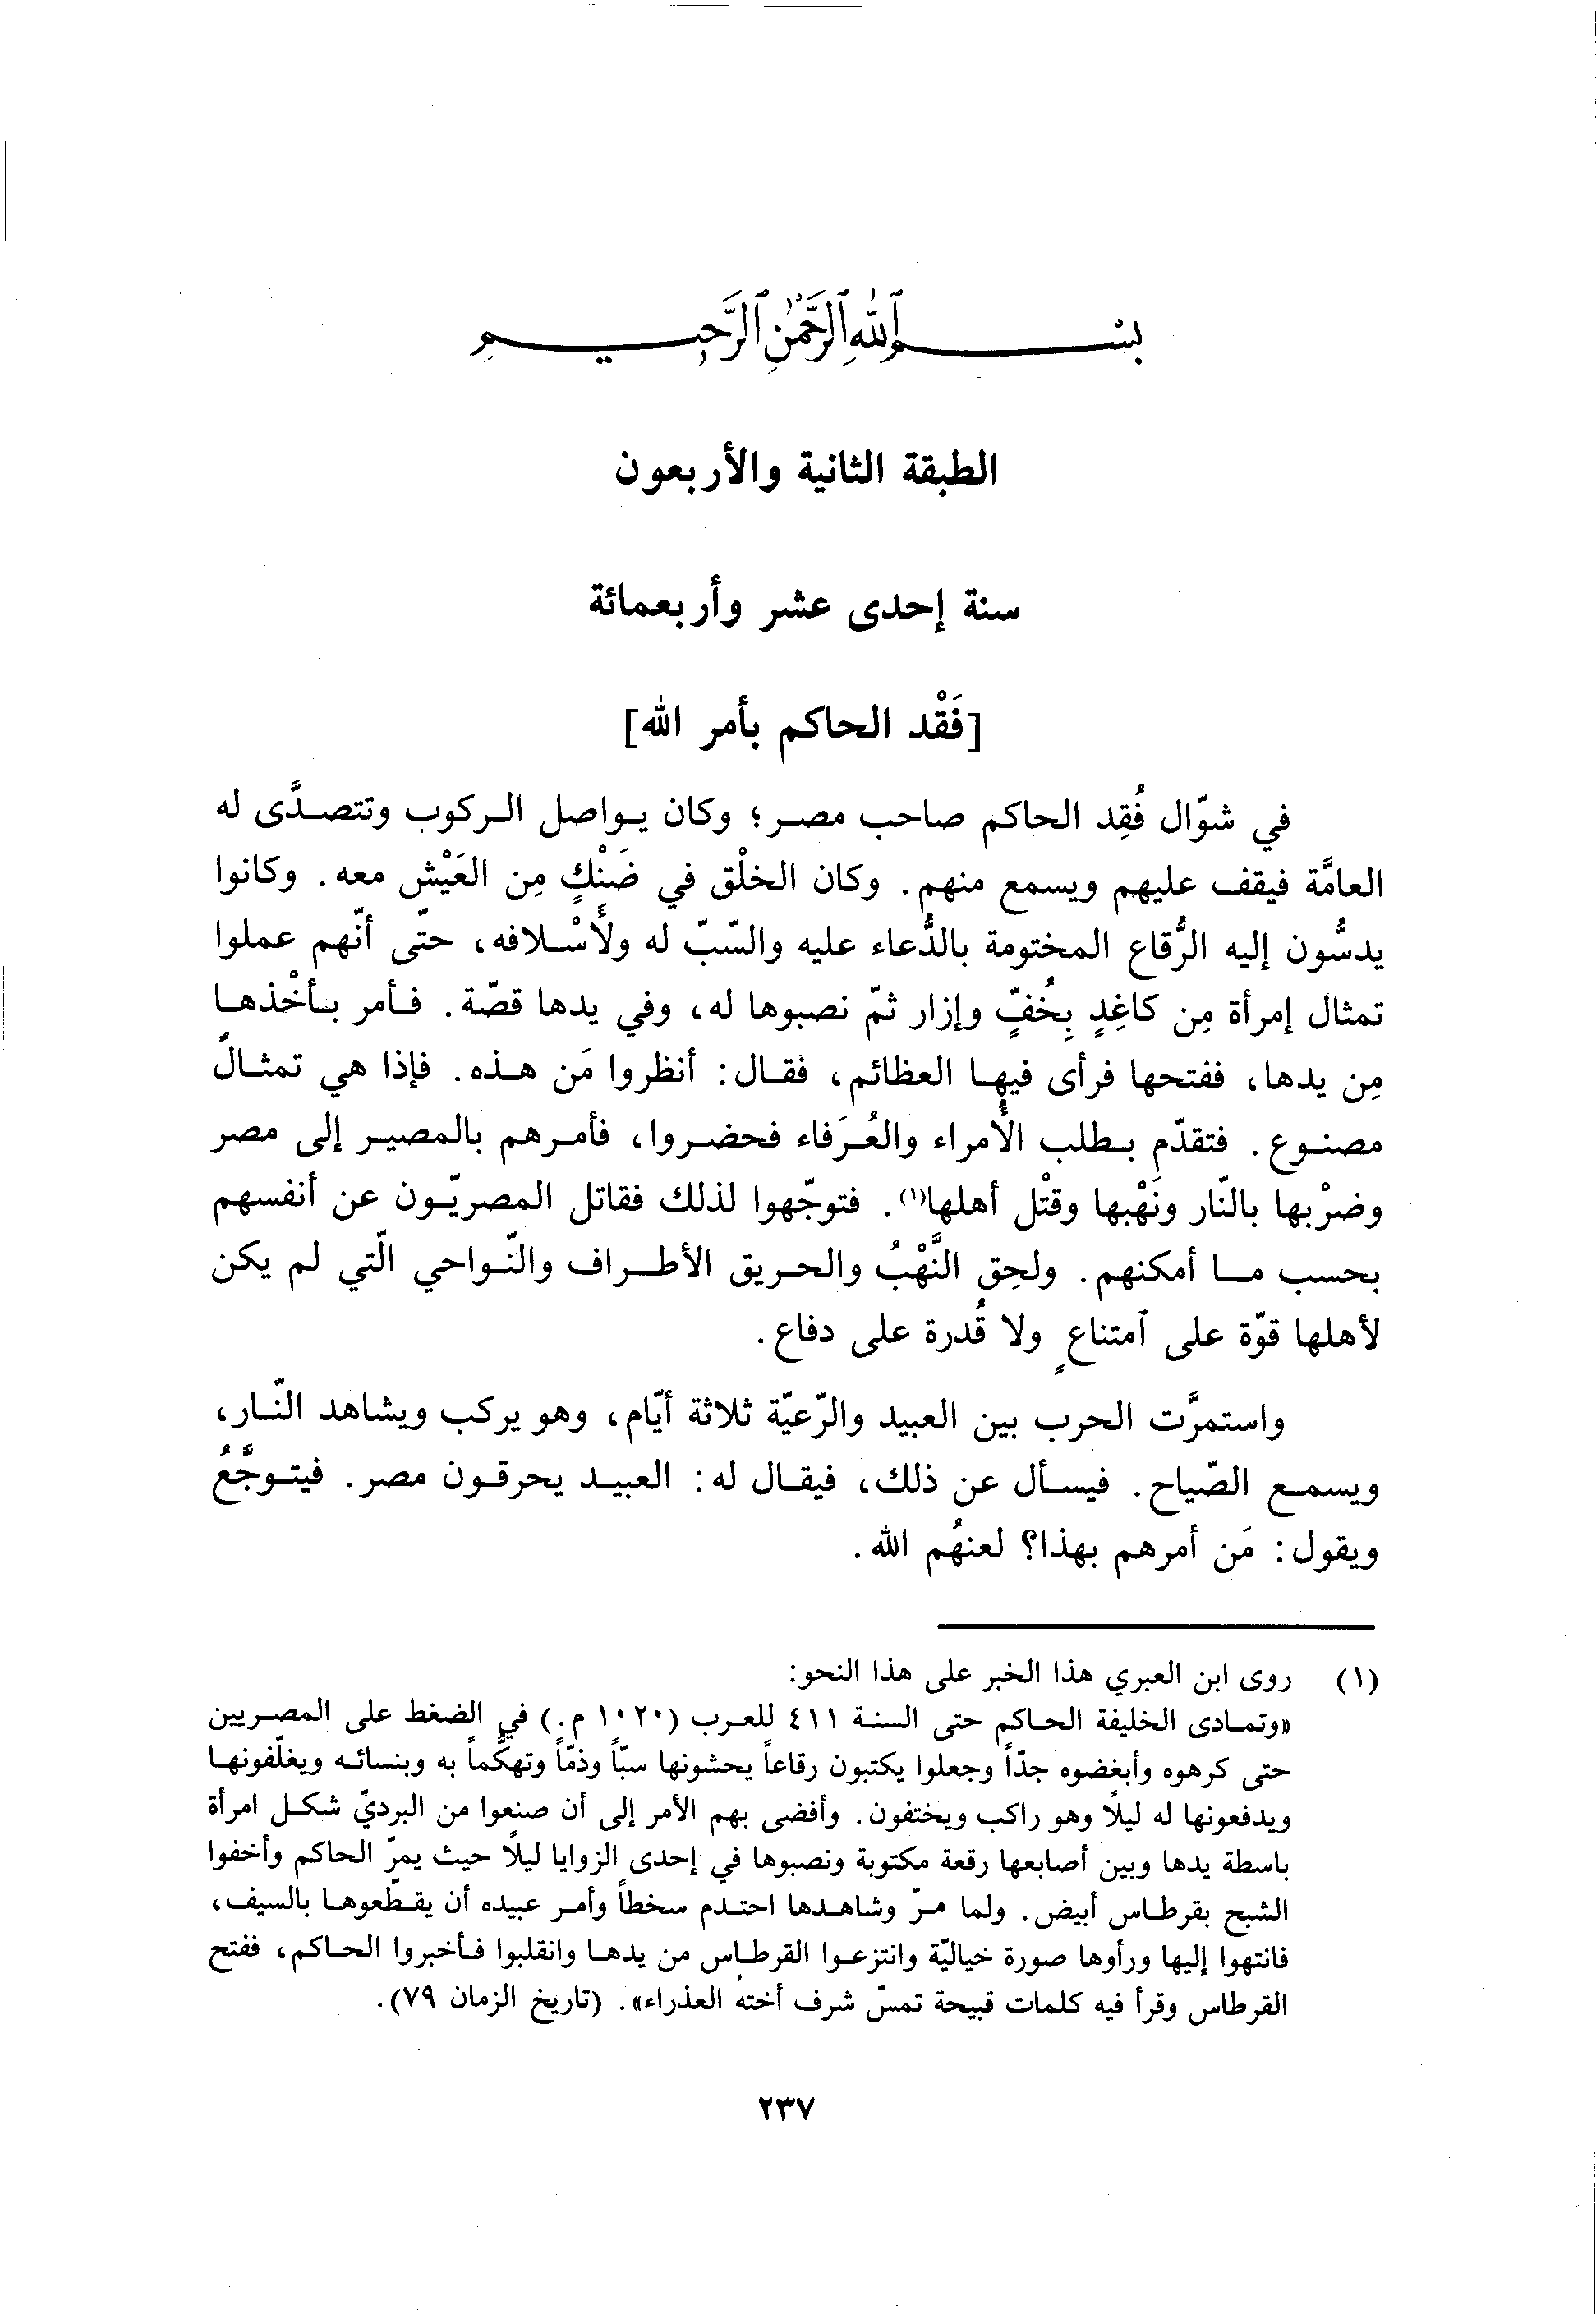 بسم الله الرحمن الرحيم
الطبقة الثانية والأربعون
سنة إحدى عشر وأربعمائة
[فَقْد الحاكم بأمر الله]
في شوّال فُقِد الحاكم صاحب مصر؛ وكان يواصل الركوب وتتصدَّى له
العامَّة فيقف عليهم ويسمع منهم. وكان الخلْق في ضَنْكٍ مِن العَيْش معه. وكانوا
يدسُّون إليه الرُّقاع المختومة بالدُّعاء عليه والسّبّ له ولأَسْلافه، حتّى أنّهم عملوا
تمثال إمرأة مِن كاغِدٍ بِخُفٍّ وإزار ثمّ نصبوها له، وفي يدها قصّة. فأمر بأخْذها
مِن يدها، ففتحها فرأى فيها العظائم، فقال: أنظروا مَن هذه. فإذا هي تمثالٌ
مصنوع. فتقدّم بطلب الأُمراء والعُرَفاء فحضروا، فأمرهم بالمصير إلى مصر
وضرْبها بالنّار ونَهْبها وقتْل أهلها(١). فتوجّهوا لذلك فقاتل المصريّون عن أنفسهم
بحسب ما أمكنهم. ولحِق النَّهْبُ والحريق الأطراف والنّواحي الّتي لم يكن
لأهلها قوّة على آمتناعٍ ولا قُدرة على دفاع.
واستمرَّت الحرب بين العبيد والرّعيّة ثلاثة أيّام، وهو يركب ويشاهد النّار،
ويسمع الصّياح. فيسأل عن ذلك، فيقال له: العبيد يحرقون مصر. فيتوجَّعُ
ويقول: مَن أمرهم بهذا؟ لعنهُم الله.
(١) روى ابن العبري هذا الخبر على هذا النحو:
«وتمادى الخليفة الحاكم حتى السنة ٤١١ للعرب (١٠٢٠ م.) في الضغط على المصريين
حتى كرهوه وأبغضوه جدّاً وجعلوا يكتبون رقاعاً يحشونها سبّاً وذمّاً وتهكّماً به وبنسائه ويغلّفونها
ويدفعونها له ليلًا وهو راكب ويختفون. وأفضى بهم الأمر إلى أن صنعوا من البرديّ شكل امرأة
باسطة يدها وبين أصابعها رقعة مكتوبة ونصبوها في إحدى الزوايا ليلًا حيث يمرّ الحاكم وأخفوا
الشبح بقرطاس أبيض. ولما مرّ وشاهدها احتدم سخطاً وأمر عبيده أن يقطّعوها بالسيف،
فانتهوا إليها ورأوها صورة خياليّة وانتزعوا القرطاس من يدها وانقلبوا فأخبروا الحاكم، ففتح
القرطاس وقرأ فيه كلمات قبيحة تمسّ شرف أخته العذراء». (تاريخ الزمان ٧٩).
٢٣٧